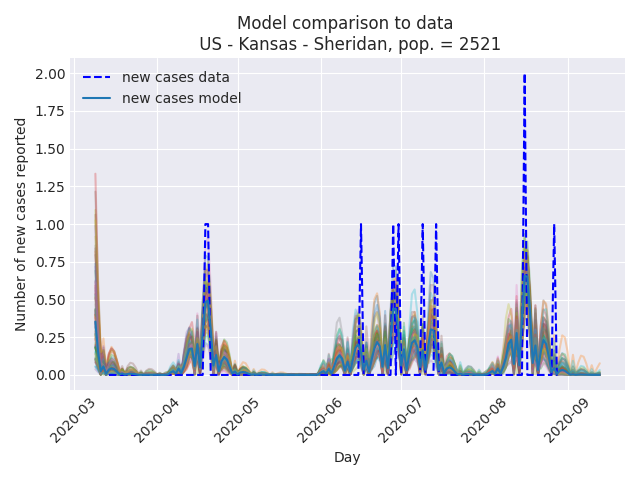 Model comparison to data
US - Kansas - Sheridan, pop. = 2521
new cases data
new cases model
Number of new cases reported
2.00
1.75
1.50
1.25
1.00
0.75
0.50
0.25
0.00
2020-03
2020-04
2020-05
2020-06
2020-07
2020-08
2020-09
Day